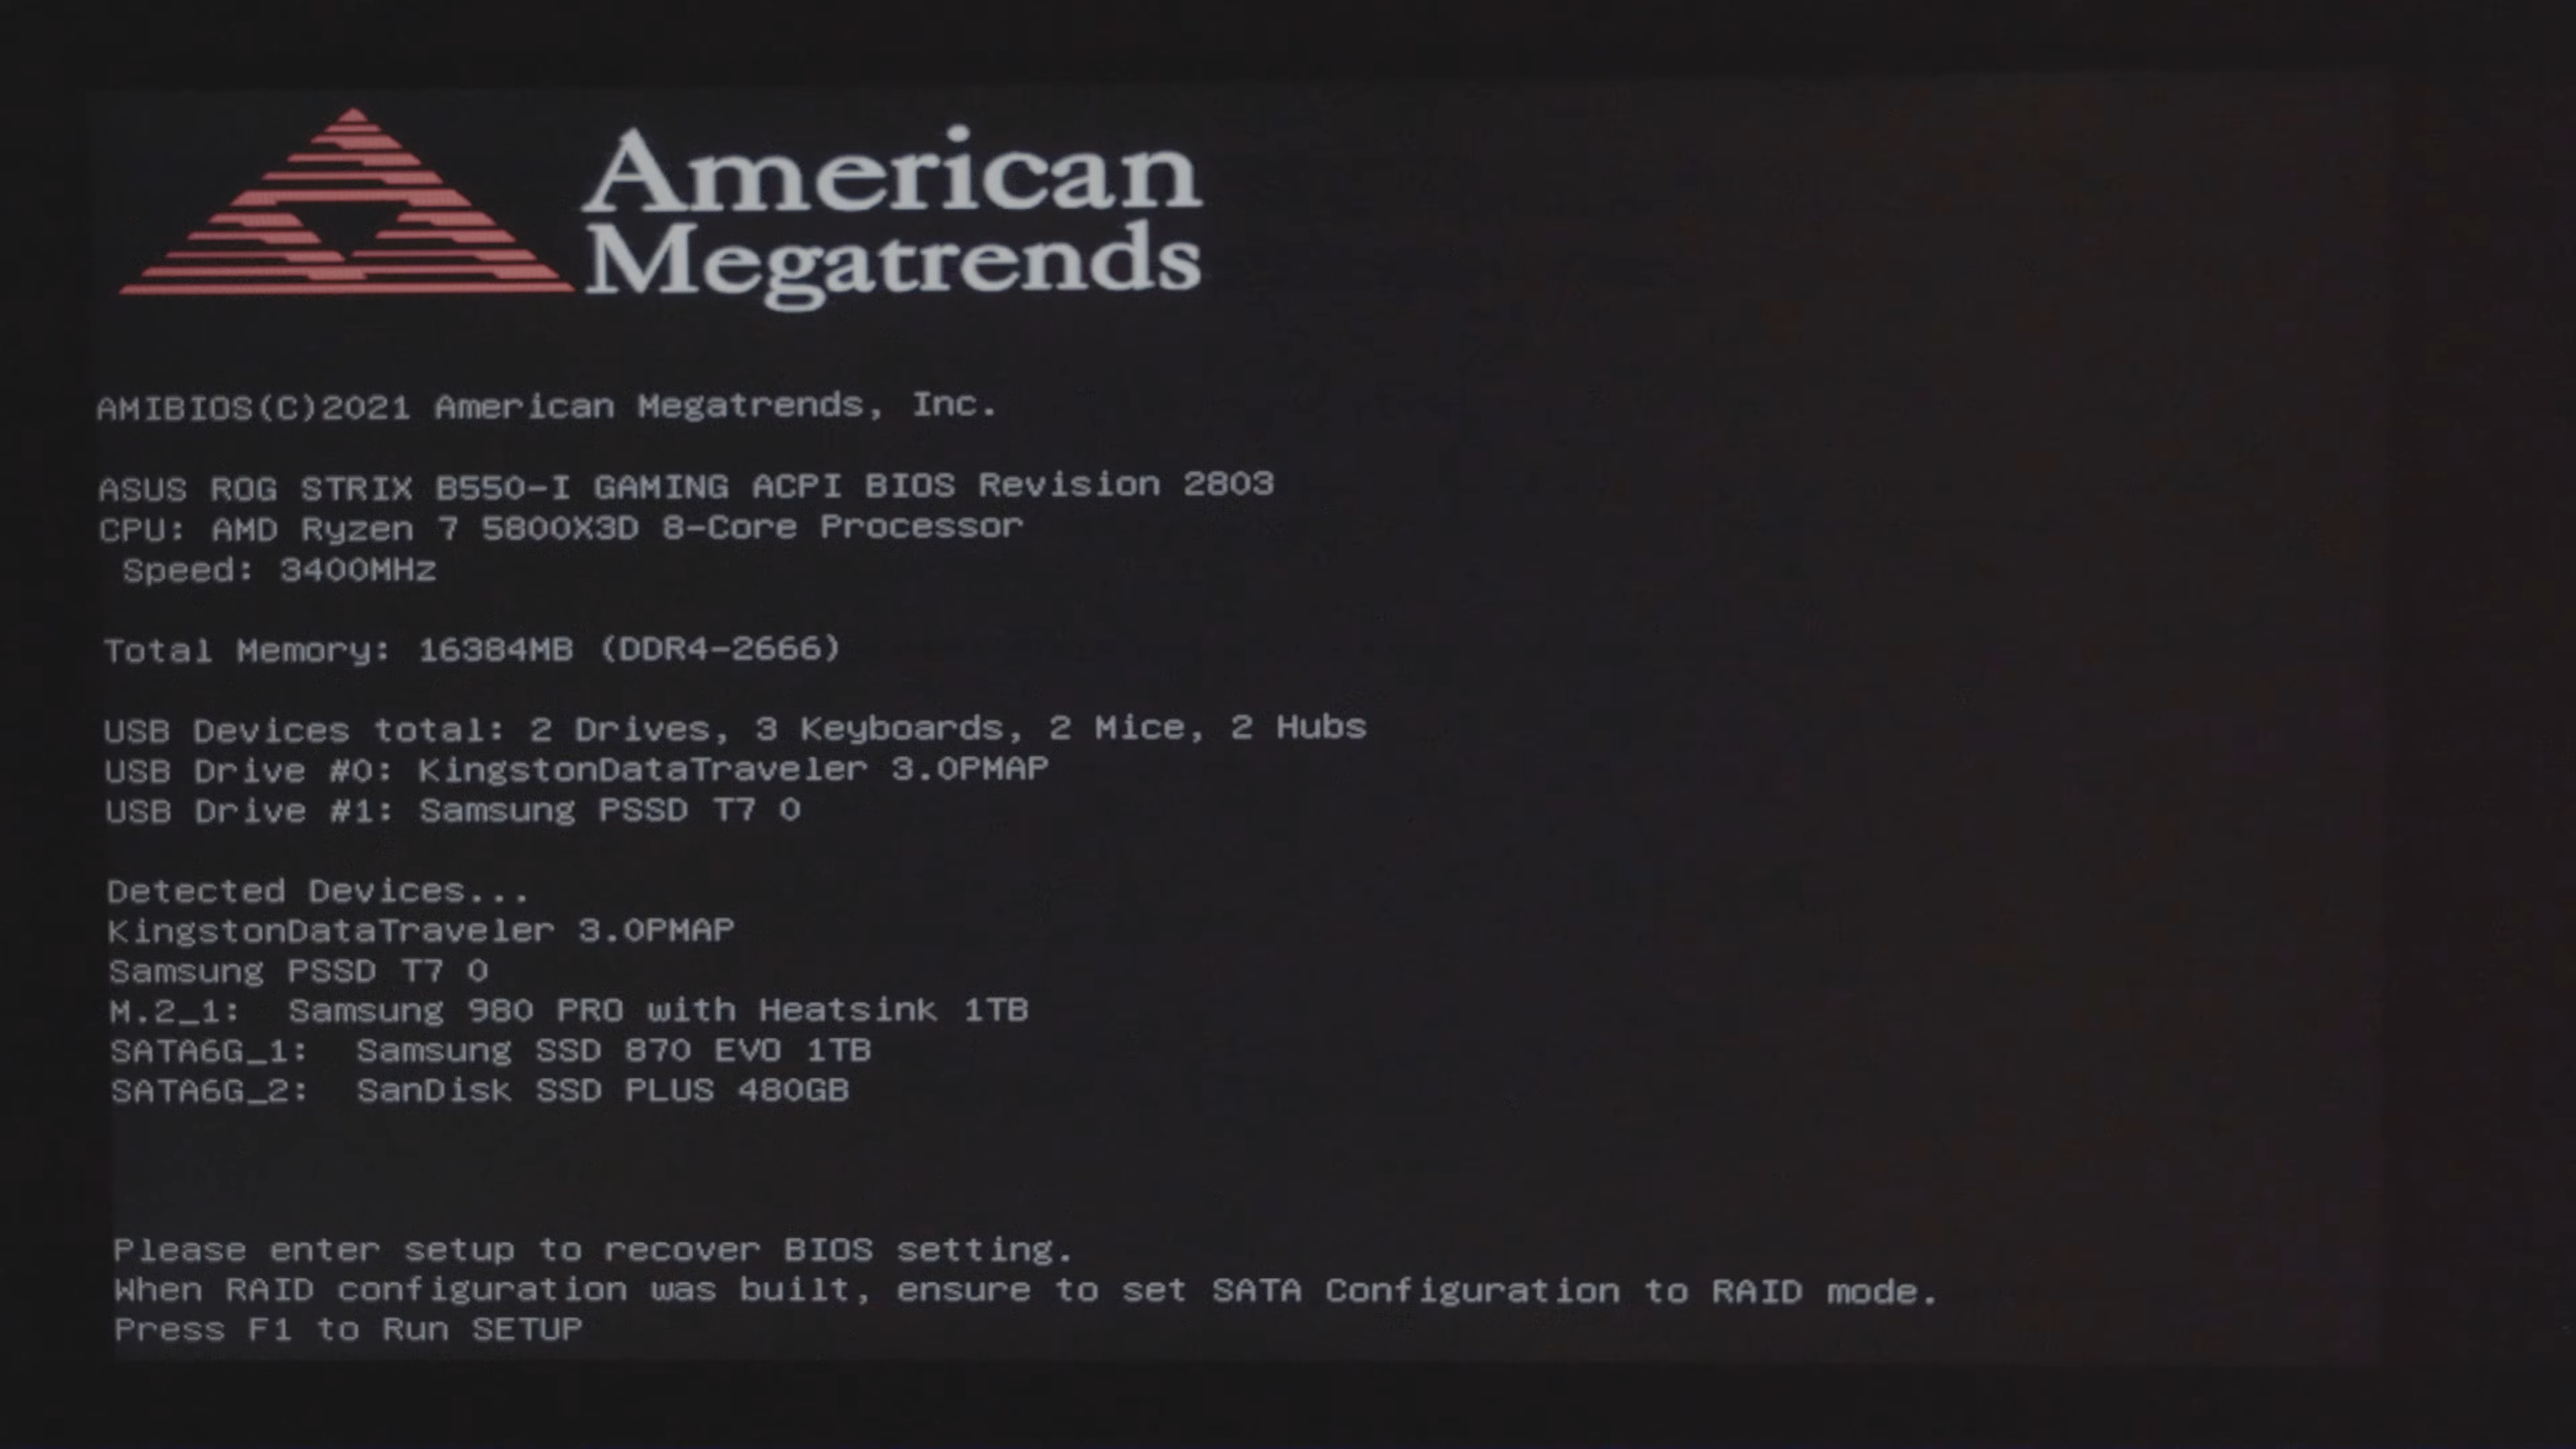 American
Megatrends
AMIBIOS(C)2021 American Megatrends, Inc.
ASUS ROG STRIX B550-I GAMING ACPI BIOS Revision 2803
CPU: AMD Ryzen 7 5800X3D 8-Core Processor
Speed: 3400MHz
Total Memory: 16384MB (DDR4-2666)
USB Devices total: 2 Drives, 3 Keyboards, 2 Mice, 2 Hubs
USB Drive #0: KingstonDataTraveler 3.0PMAP
USB Drive #1: Samsung PSSD T7 0
Detected Devices...
KingstonDataTraveler 3.0PMAP
Samsung PSSD T7 0
M.2_1: Samsung 980 PRO with Heatsink 1TB
SATA6G_1: Samsung SSD 870 EVO 1TB
SATA6G_2: SanDisk SSD PLUS 480GB
Please enter setup to recover BIOS setting.
When RAID configuration was built, ensure to set SATA Configuration to RAID mode.
Press F1 to Run SETUP